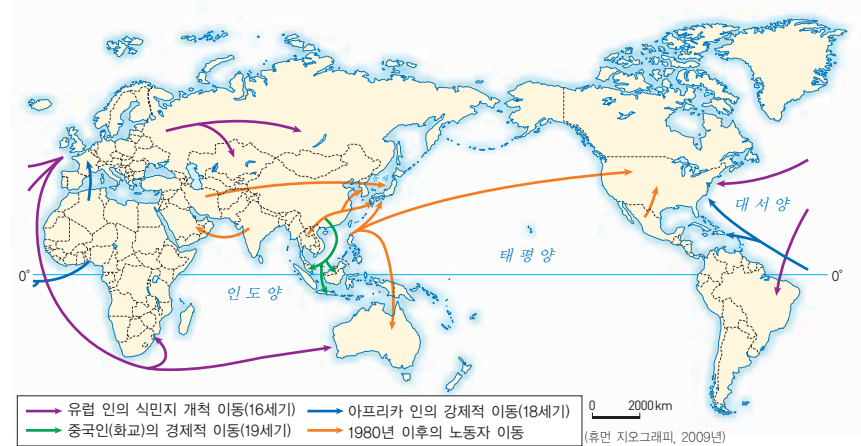 대 서 양
태 평 양
0°
0°
인 도 양
유럽 인의 식민지 개척 이동(16세기)
아프리카 인의 강제적 이동(18세기)
중국인(화교)의 경제적 이동(19세기)
1980년 이후의 노동자 이동
0 2000km
(휴먼 지오그라피, 2009년)